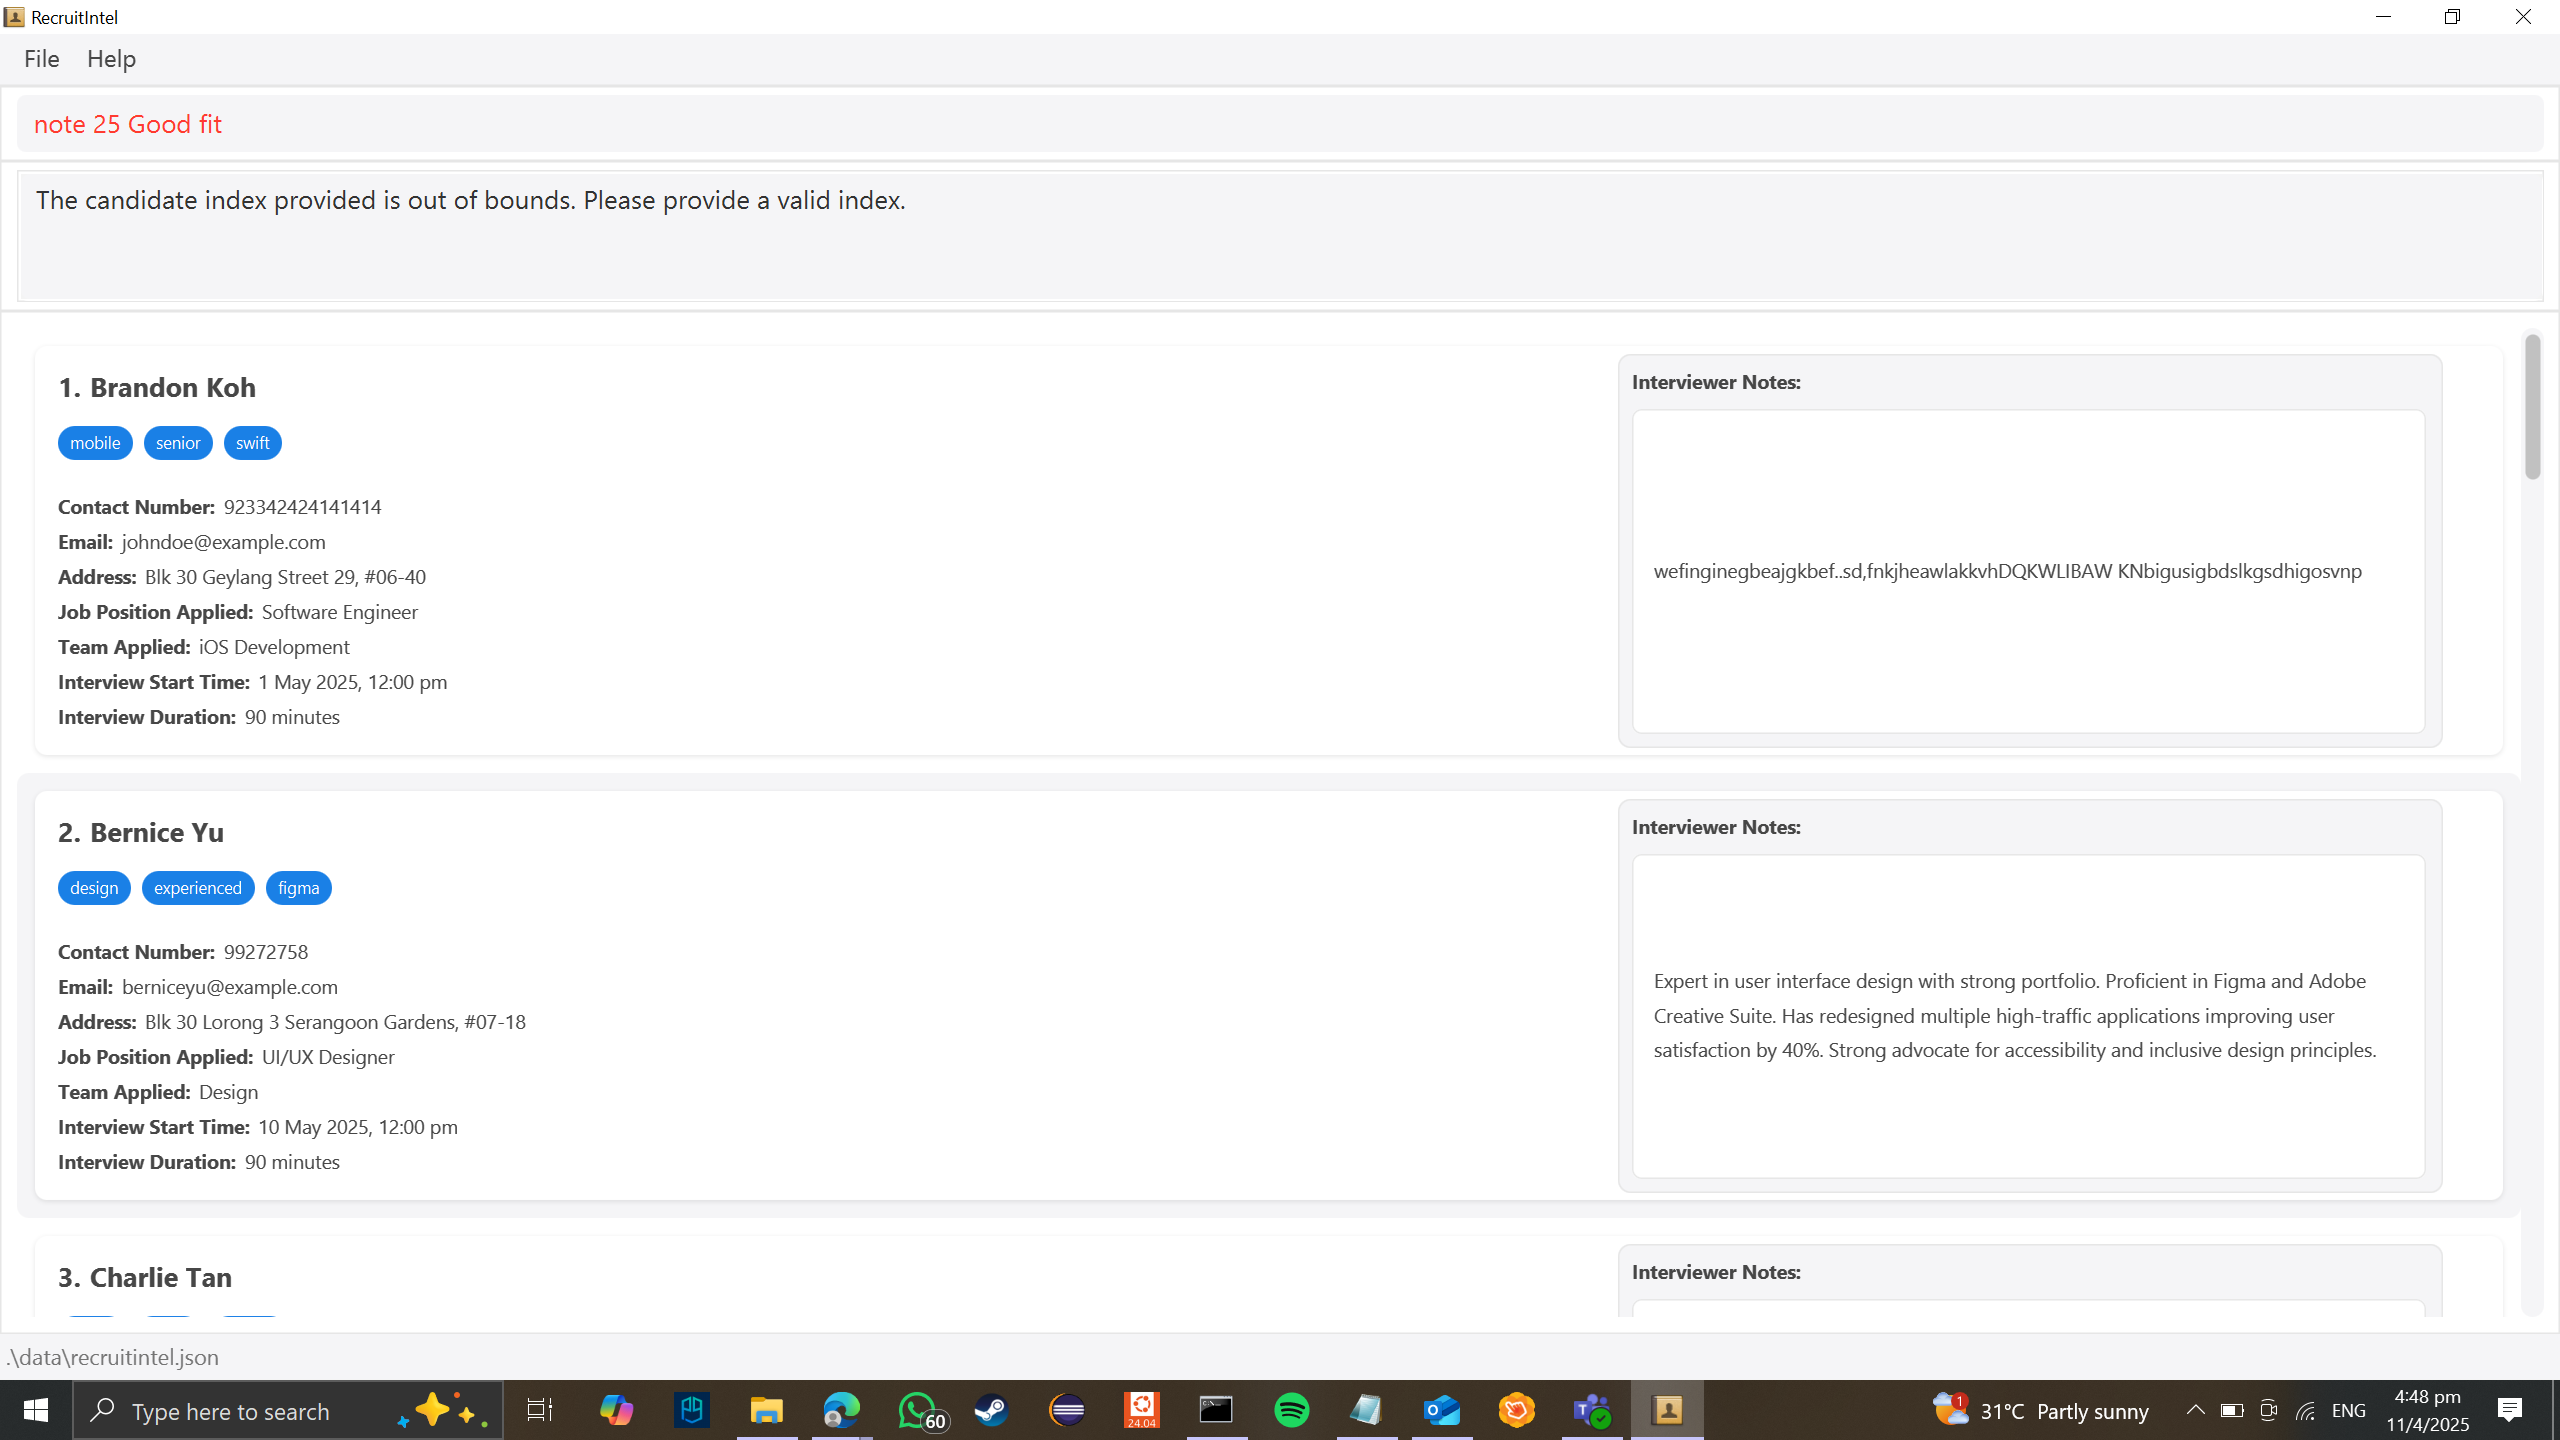 RecruitIntel
File Help
note 25 Good fit
The candidate index provided is out of bounds. Please provide a valid index.
1. Brandon Koh
mobile senior swift
Contact Number: 923342424141414
Email: johndoe@example.com
Address: Blk 30 Geylang Street 29, #06-40
Job Position Applied: Software Engineer
Team Applied: iOS Development
Interview Start Time: 1 May 2025, 12:00 pm
Interview Duration: 90 minutes
Interviewer Notes:
wefinginegbeajgkbef..sd,fnkjheawlakkvhDQKWLIBAW KNbigusigbdslkgsdhigosvnp
2. Bernice Yu
design experienced figma
Contact Number: 99272758
Email: berniceyu@example.com
Address: Blk 30 Lorong 3 Serangoon Gardens, #07-18
Job Position Applied: UI/UX Designer
Team Applied: Design
Interview Start Time: 10 May 2025, 12:00 pm
Interview Duration: 90 minutes
Interviewer Notes:
Expert in user interface design with strong portfolio. Proficient in Figma and Adobe
Creative Suite. Has redesigned multiple high-traffic applications improving user
satisfaction by 40%. Strong advocate for accessibility and inclusive design principles.
3. Charlie Tan
Interviewer Notes:
.\data\recruitintel.json
Type here to search
60
24.04
1
31°C Partly sunny
ENG
4:48 pm
11/4/2025